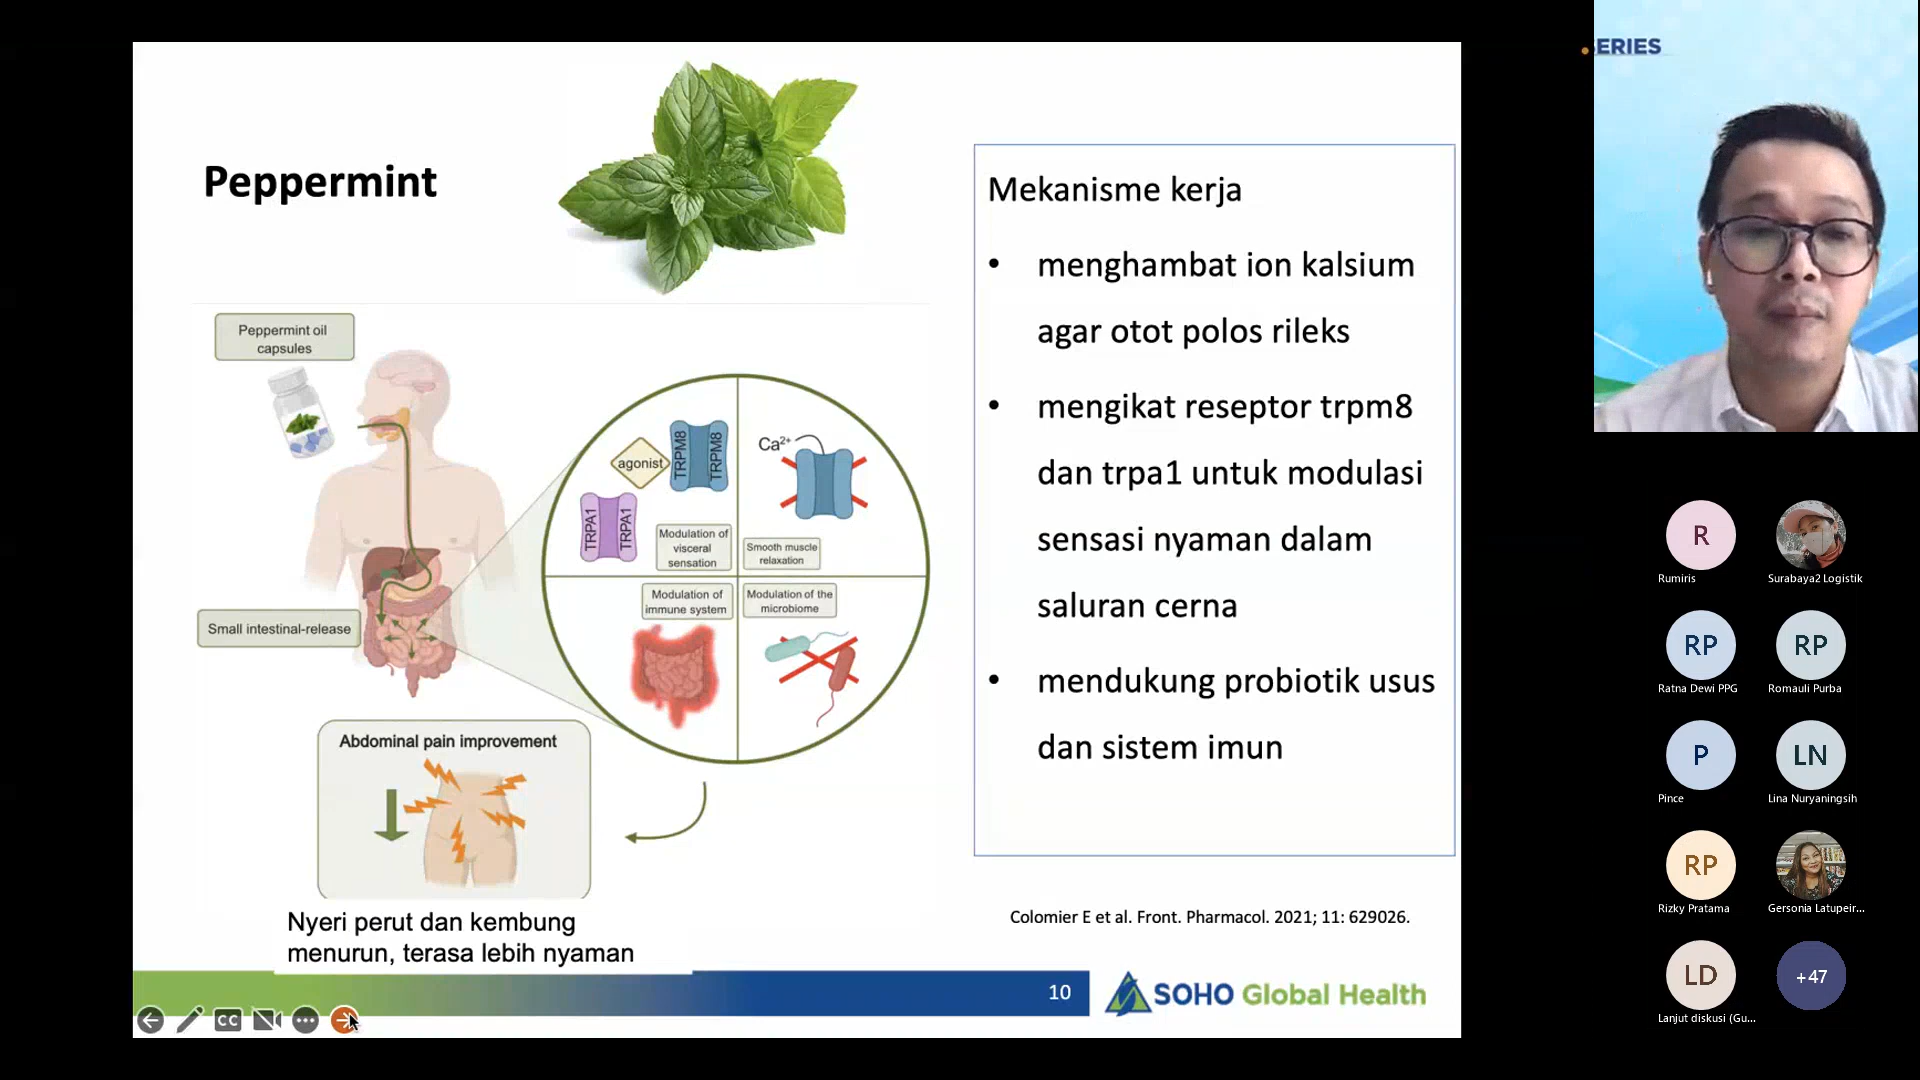 ERIES
Peppermint
Peppermint oil
capsules
Small intestinal-release
agonist
TRPM8
TRPM8
TRPA1
TRPA1
Modulation of
visceral
sensation
Ca²⁺
Smooth muscle
relaxation
Modulation of
immune system
Modulation of the
microbiome
Abdominal pain improvement
Nyeri perut dan kembung
menurun, terasa lebih nyaman
Mekanisme kerja
• menghambat ion kalsium
agar otot polos rileks
• mengikat reseptor trpm8
dan trpa1 untuk modulasi
sensasi nyaman dalam
saluran cerna
• mendukung probiotik usus
dan sistem imun
Colomier E et al. Front. Pharmacol. 2021; 11: 629026.
10
SOHO Global Health
CC
R
Rumiris
Surabaya2 Logistik
RP
Ratna Dewi PPG
RP
Romauli Purba
P
Pince
LN
Lina Nuryaningsih
RP
Rizky Pratama
Gersonia Latupeir...
LD
Lanjut diskusi (Gu...
+47